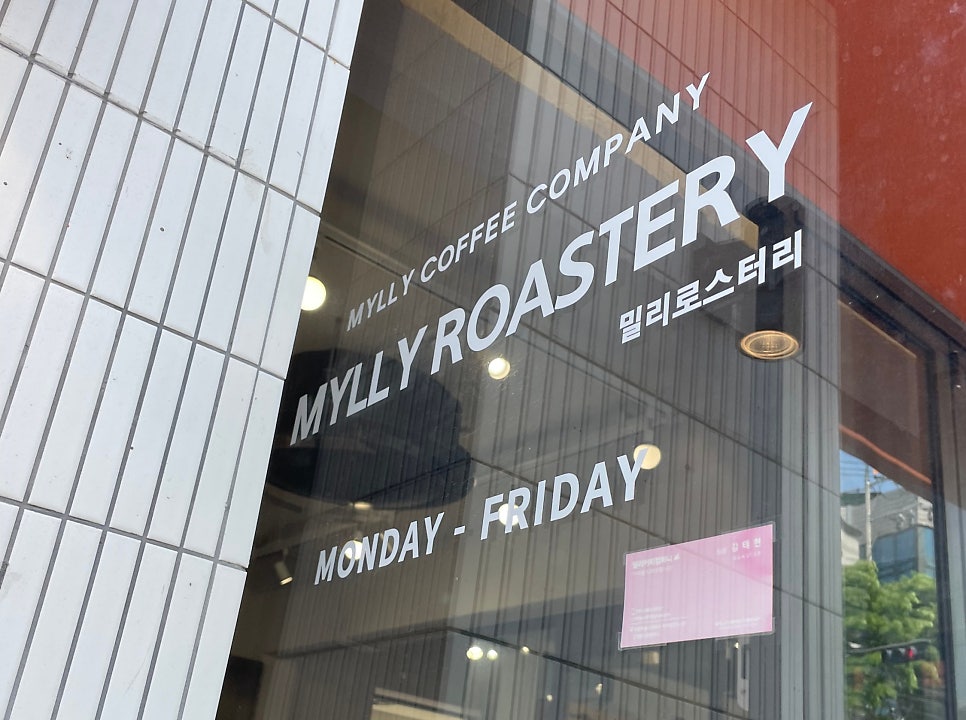 MYLLY COFFEE COMPANY
MYLLY ROASTERY
밀리로스터리
MONDAY - FRIDAY